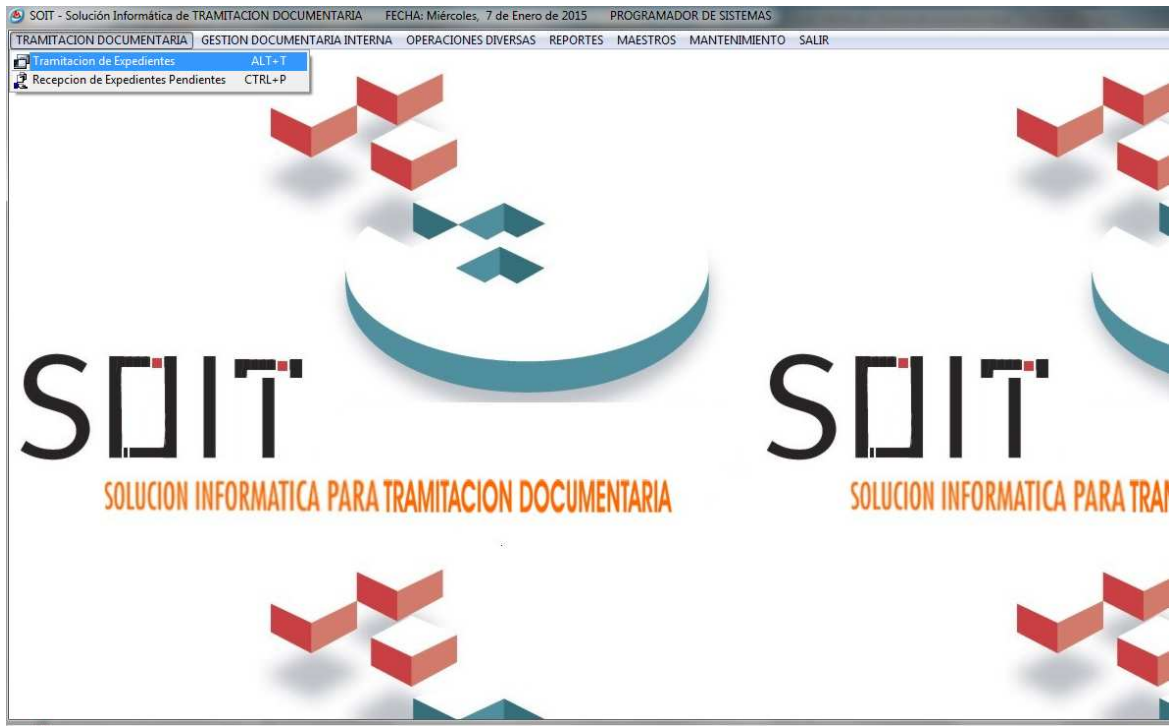 SOIT - Solución Informática de TRAMITACION DOCUMENTARIA FECHA: Miércoles, 7 de Enero de 2015 PROGRAMADOR DE SISTEMAS
TRAMITACION DOCUMENTARIA GESTION DOCUMENTARIA INTERNA OPERACIONES DIVERSAS REPORTES MAESTROS MANTENIMIENTO SALIR
Tramitacion de Expedientes ALT+T
Recepcion de Expedientes Pendientes CTRL+P
SOIT SOIT
SOLUCION INFORMATICA PARA TRAMITACION DOCUMENTARIA SOLUCION INFORMATICA PARA